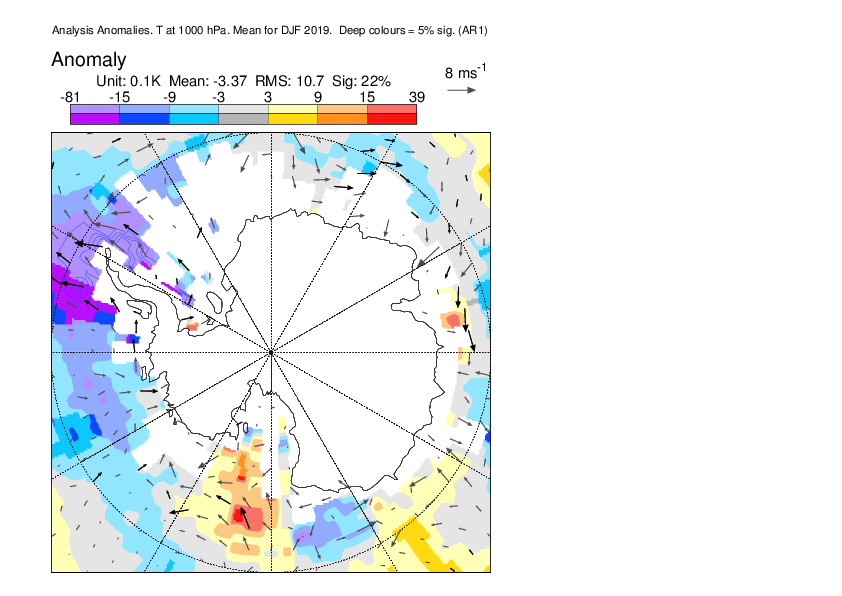 Analysis Anomalies. T at 1000 hPa. Mean for DJF 2019. Deep colours = 5% sig. (AR1)
Anomaly
8 ms-1
Unit: 0.1K Mean: -3.37 RMS: 10.7 Sig: 22%
-81 -15 -9 -3 3 9 15 39